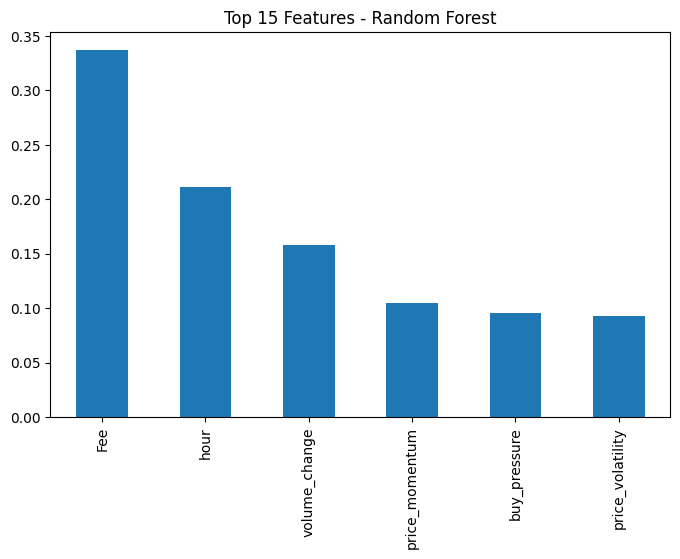 Top 15 Features - Random Forest
0.35
0.30
0.25
0.20
0.15
0.10
0.05
0.00
Fee
hour
volume_change
price_momentum
buy_pressure
price_volatility